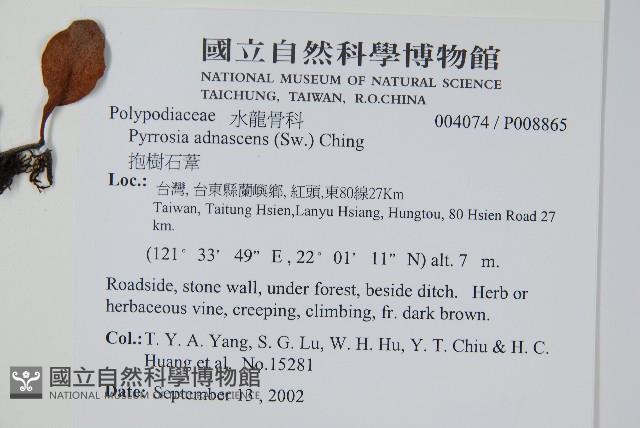 國立自然科學博物館
NATIONAL MUSEUM OF NATURAL SCIENCE
TAICHUNG, TAIWAN, R.O.CHINA
Polypodiaceae 水龍骨科 004074 / P008865
Pyrrosia adnascens (Sw.) Ching
抱樹石葦
Loc.: 台灣, 台東縣蘭嶼鄉, 紅頭,東80線27Km
Taiwan, Taitung Hsien,Lanyu Hsiang, Hungtou, 80 Hsien Road 27
km.
(121° 33' 49" E , 22° 01' 11" N) alt. 7 m.
Roadside, stone wall, under forest, beside ditch. Herb or
herbaceous vine, creeping, climbing, fr. dark brown.
Col.: T. Y. A. Yang, S. G. Lu, W. H. Hu, Y. T. Chiu & H. C.
Huang et al. No.15281
國立自然科學博物館
NATIONAL MUSEUM OF NATURAL SCIENCE
Date: September 13 , 2002